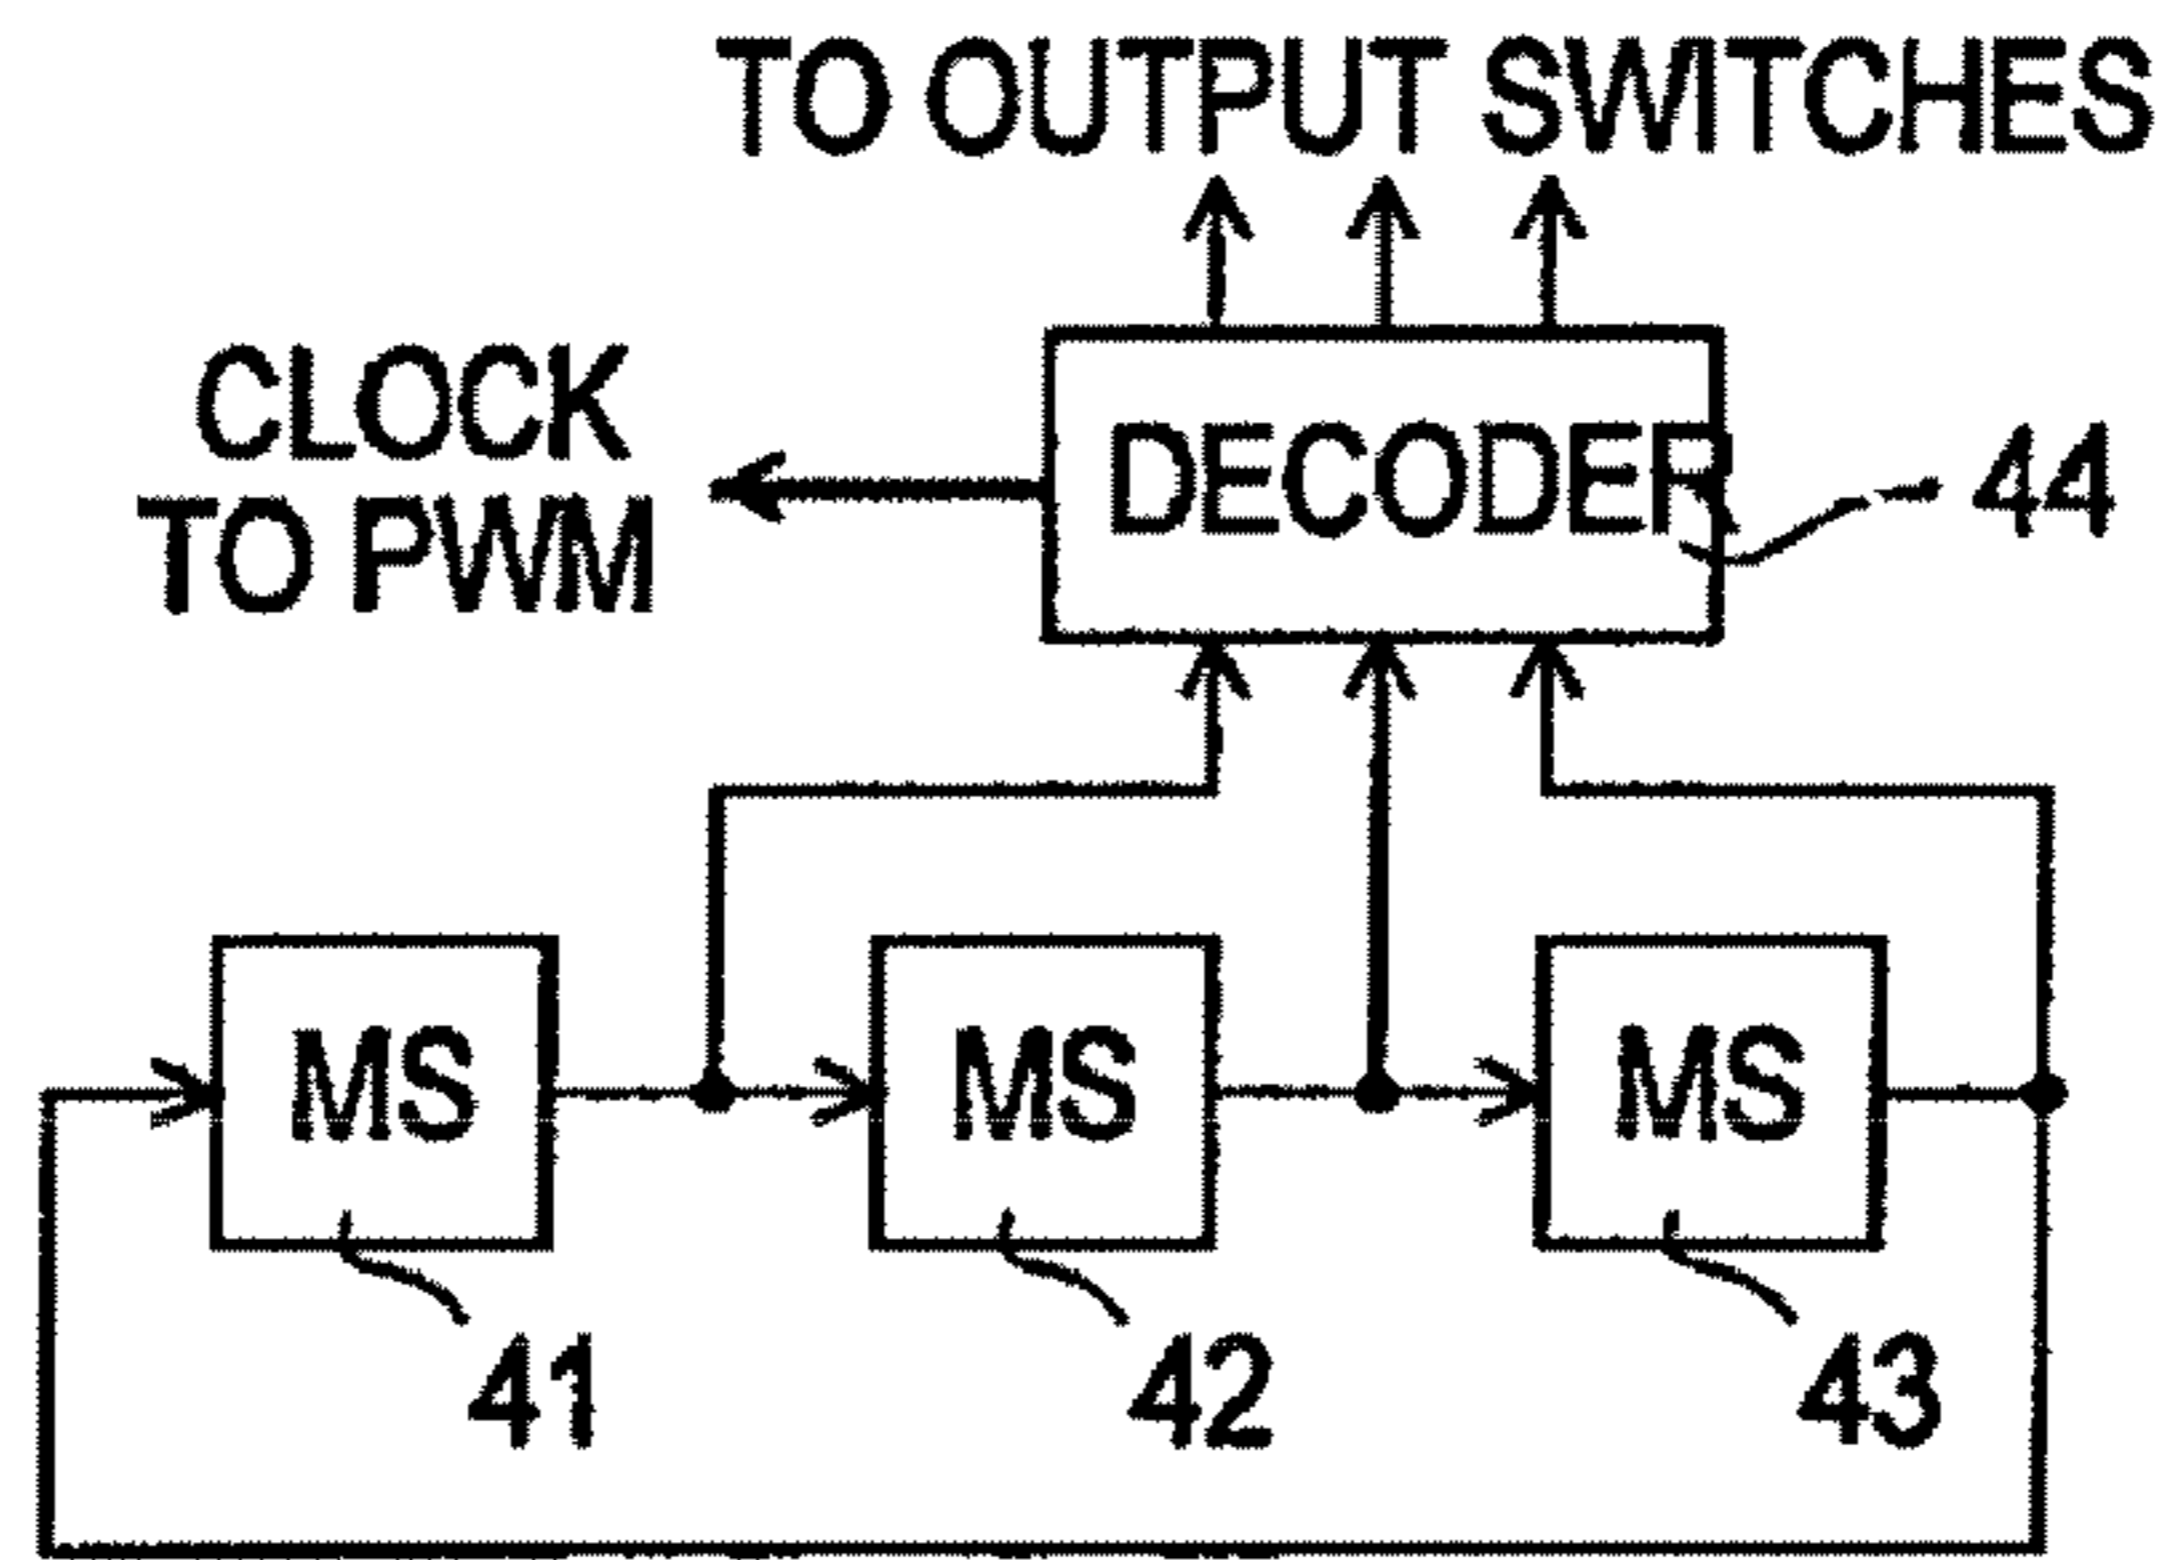 TO OUTPUT SWITCHES
CLOCK
TO PWM
DECODER
44
MS
MS
MS
41
42
43